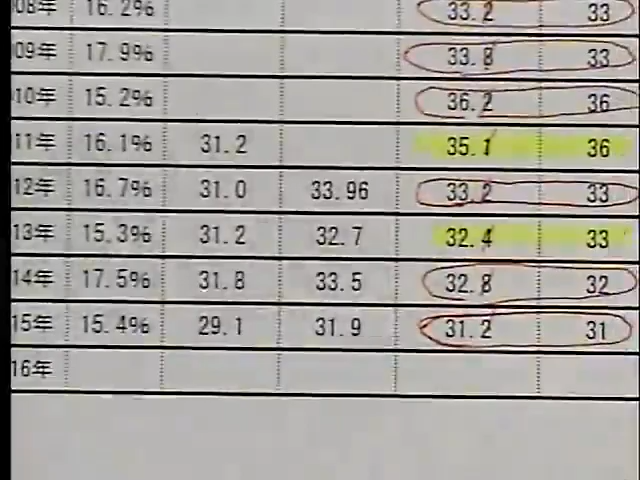 08年 16.2% 33.2 33
09年 17.9% 33.8 33
10年 15.2% 36.2 36
11年 16.1% 31.2 35.1 36
12年 16.7% 31.0 33.96 33.2 33
13年 15.3% 31.2 32.7 32.4 33
14年 17.5% 31.8 33.5 32.8 32
15年 15.4% 29.1 31.9 31.2 31
16年